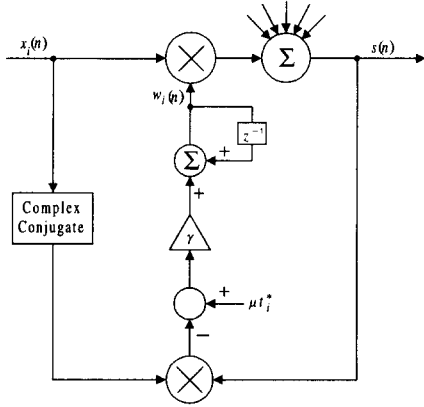 x_i(n)
Σ
s(n)
w_i(n)
z^{-1}
+
Σ
+
Complex
Conjugate
γ
+
μ t_i^*
−